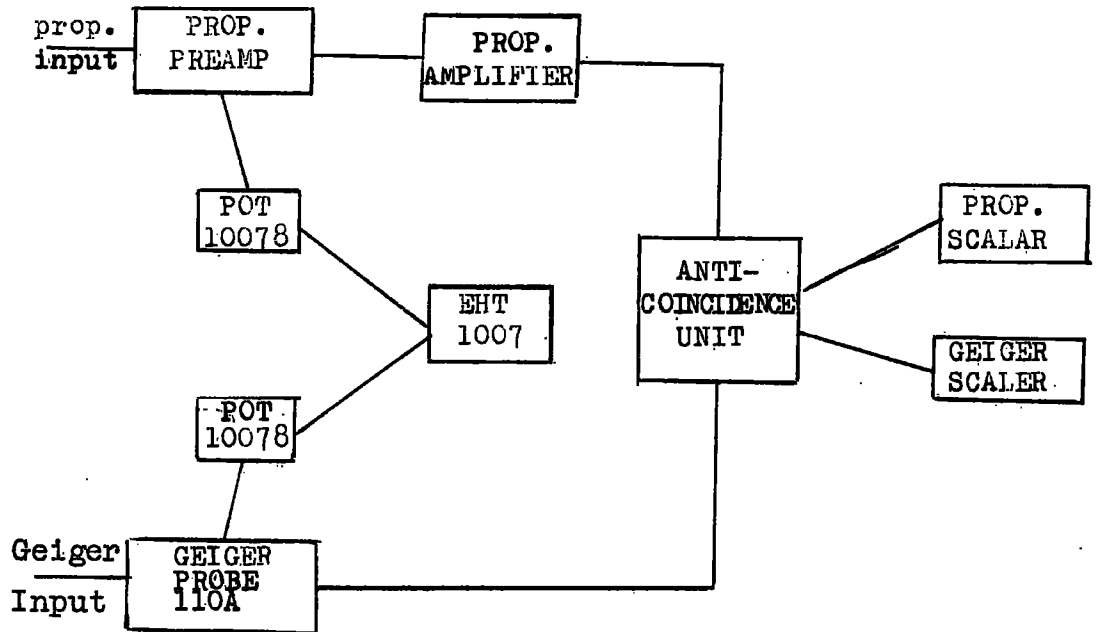 prop.
input
PROP.
PREAMP
PROP.
AMPLIFIER
POT
10078
PROP.
SCALAR
ANTI-
COINCIDENCE
UNIT
EHT
1007
GEIGER
SCALER
POT
10078
Geiger
Input
GEIGER
PROBE
110A